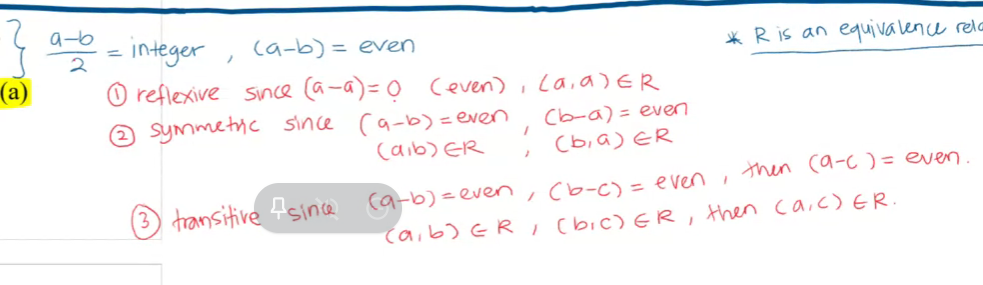 } a-b/2 = integer , (a-b) = even
* R is an equivalence rela
(a)
① reflexive since (a-a)=0 (even) , (a,a) ∈ R
② symmetric since (a-b)=even , (b-a) = even
(a,b) ∈ R , (b,a) ∈ R
③ transitive since (a-b)=even , (b-c) = even , then (a-c) = even.
(a,b) ∈ R , (b,c) ∈ R , then (a,c) ∈ R.